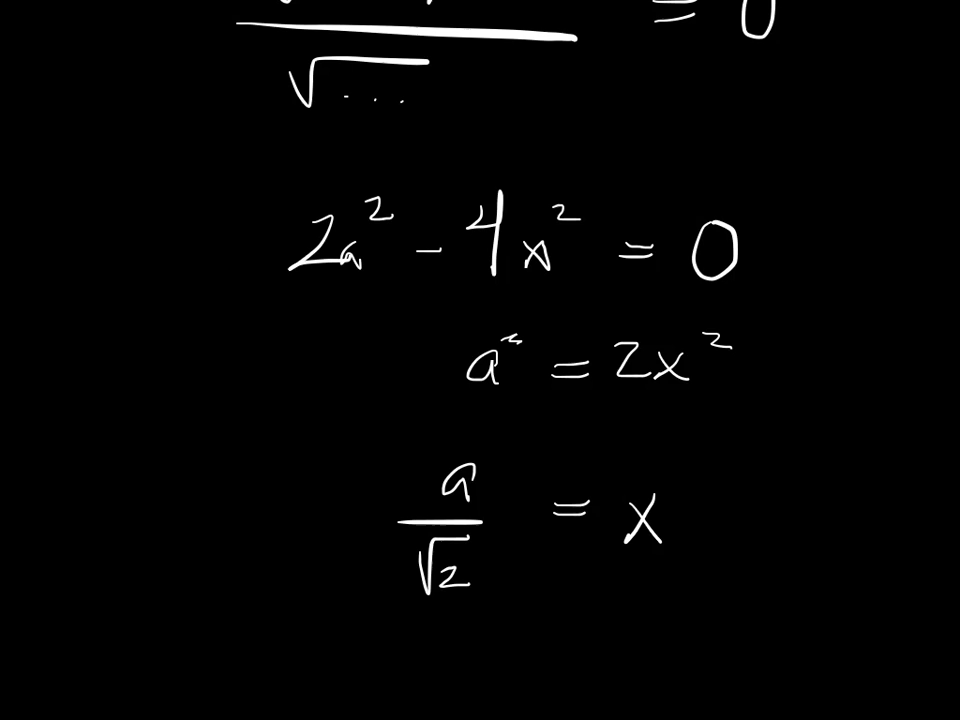 = 0
√...
2a² - 4x² = 0
a² = 2x²
a/√2 = x